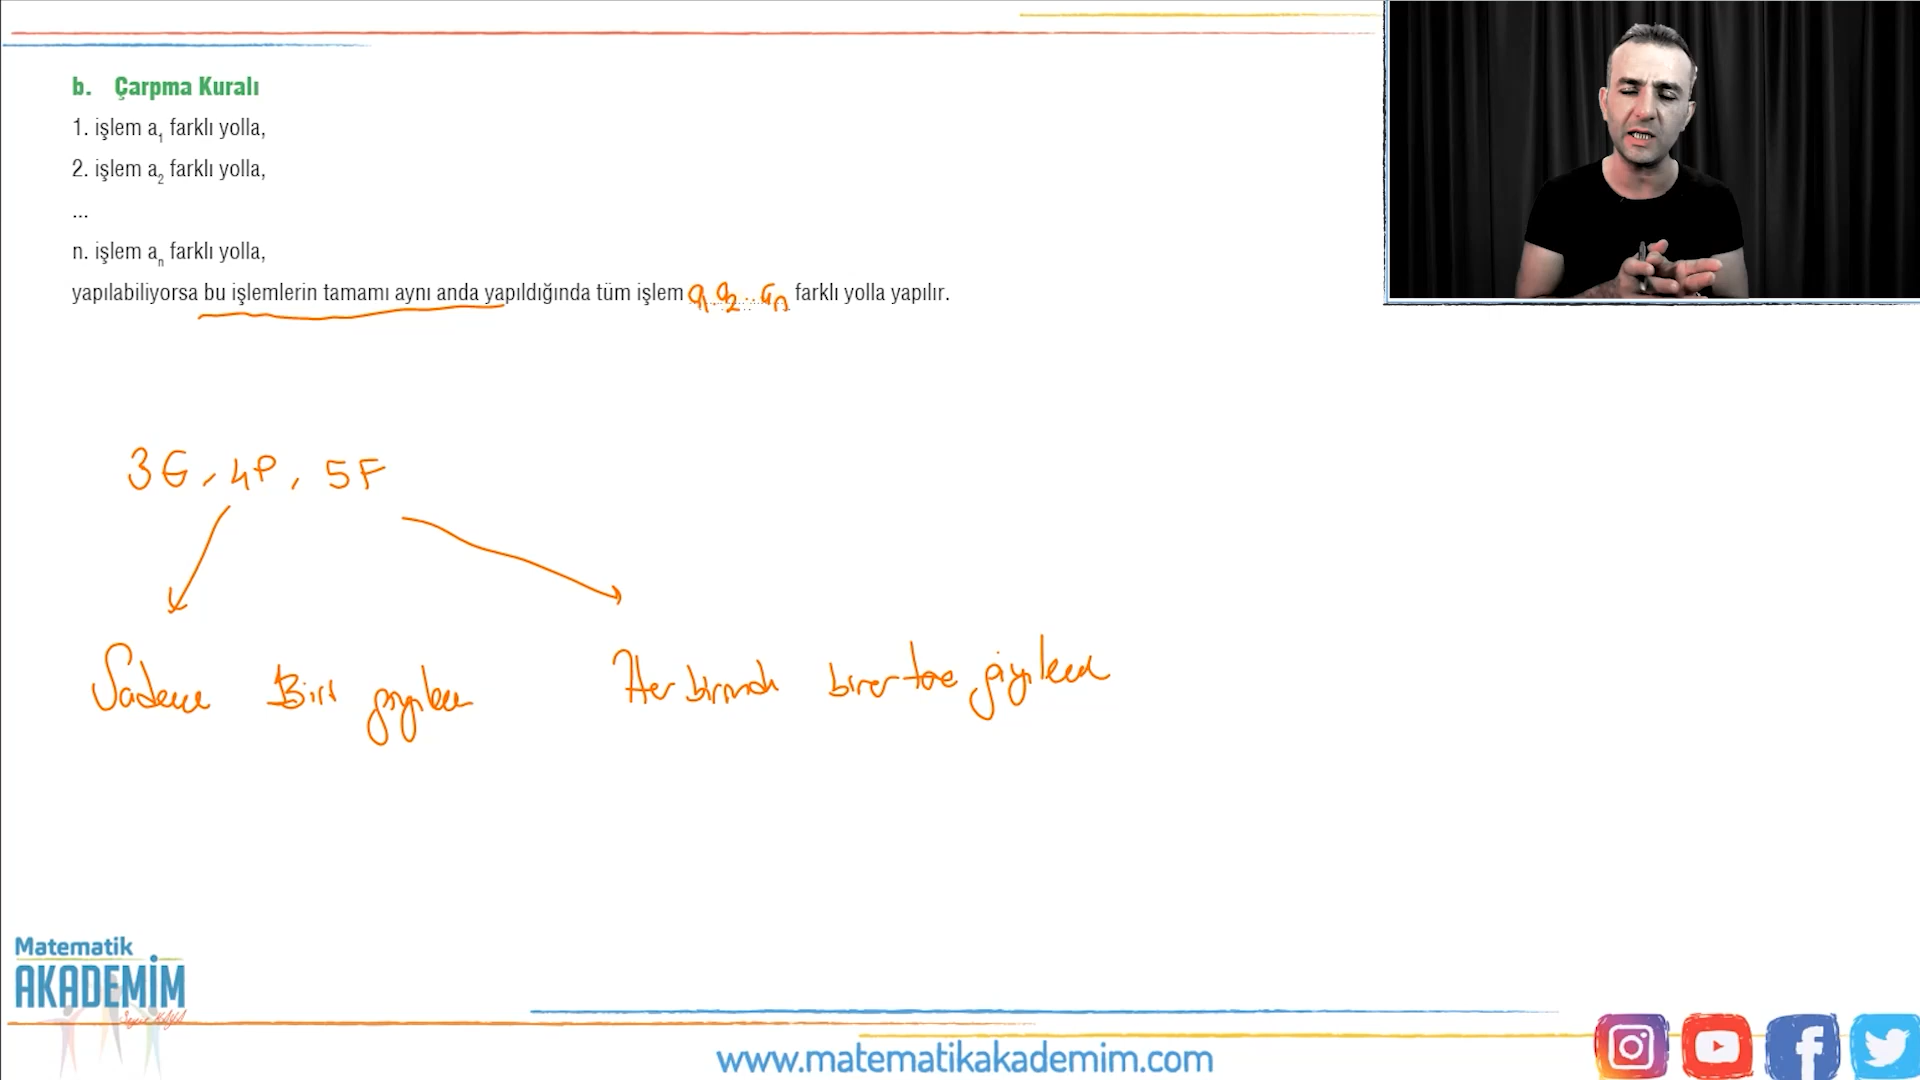 b. Çarpma Kuralı
1. işlem a₁ farklı yolla,
2. işlem a₂ farklı yolla,
...
n. işlem aₙ farklı yolla,
yapılabiliyorsa bu işlemlerin tamamı aynı anda yapıldığında tüm işlem a₁.a₂...aₙ farklı yolla yapılır.
3G, 4P, 5F
Sadece Biri
Her birinden birer tane giyilecek
Matematik
AKADEMİM
Seyit KAYA
www.matematikakademim.com